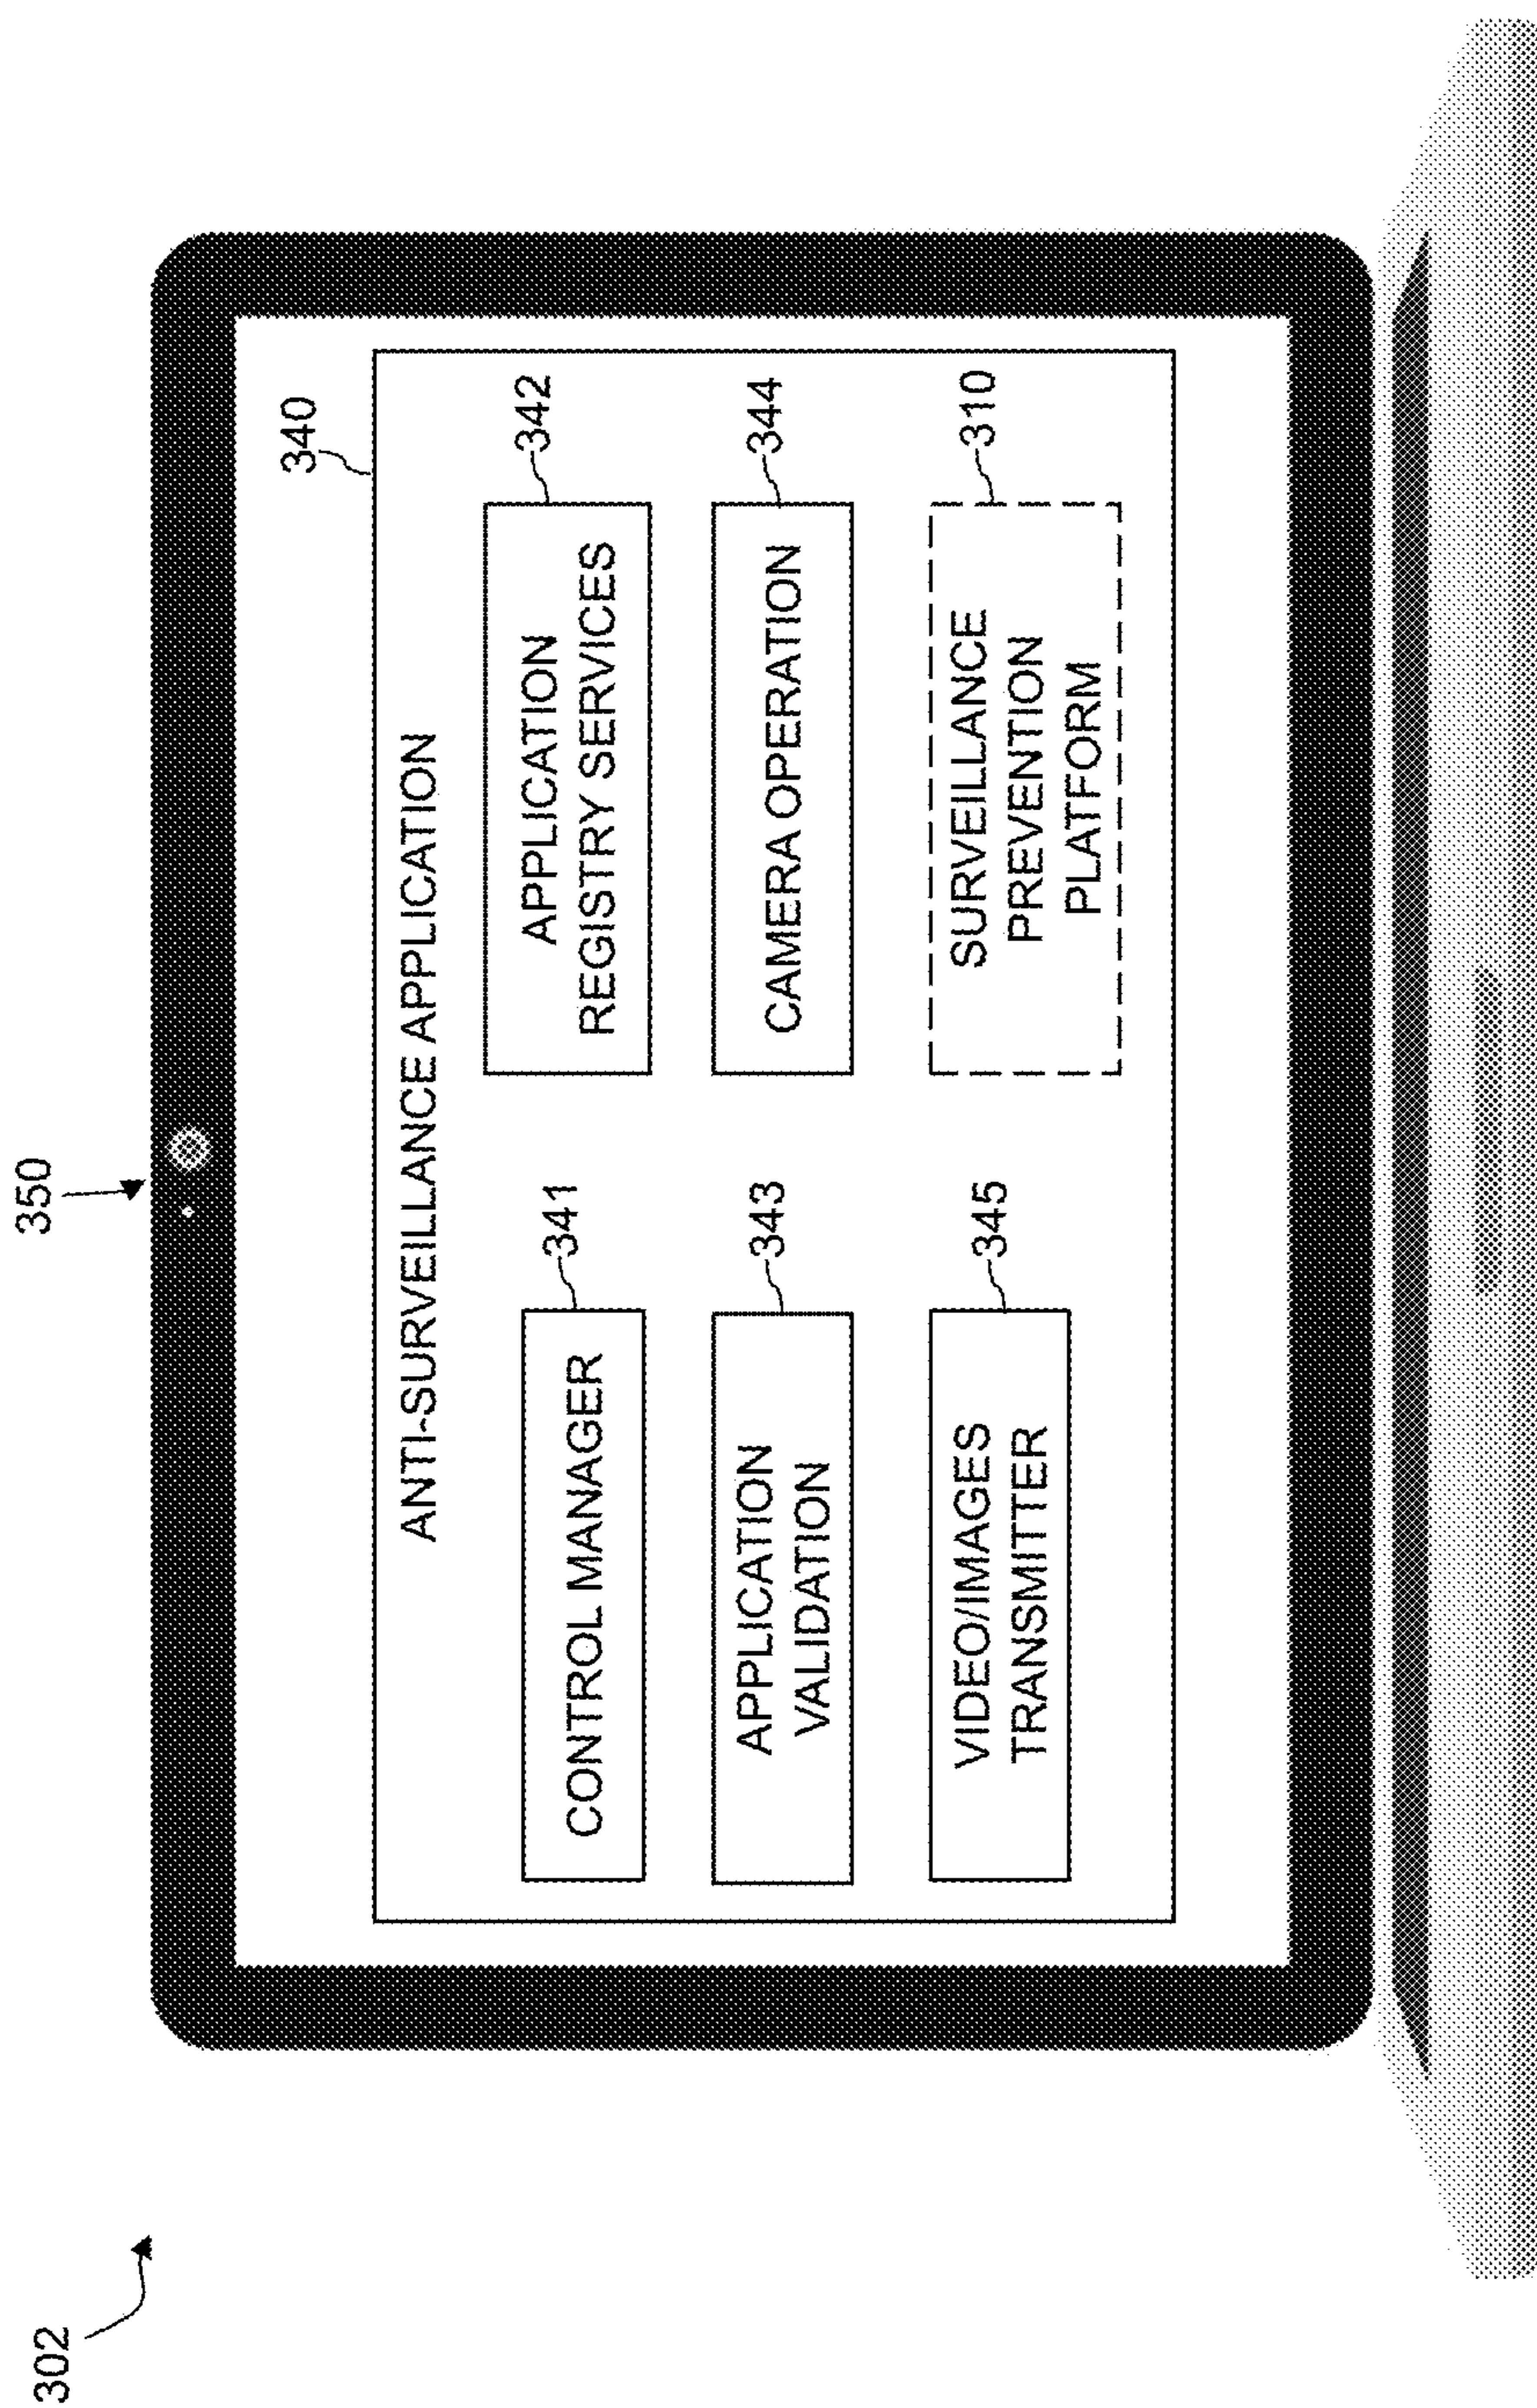 302
350
340
ANTI-SURVEILLANCE APPLICATION
CONTROL MANAGER
341
APPLICATION
REGISTRY SERVICES
342
APPLICATION
VALIDATION
343
CAMERA OPERATION
344
VIDEO/IMAGES
TRANSMITTER
345
SURVEILLANCE
PREVENTION
PLATFORM
310